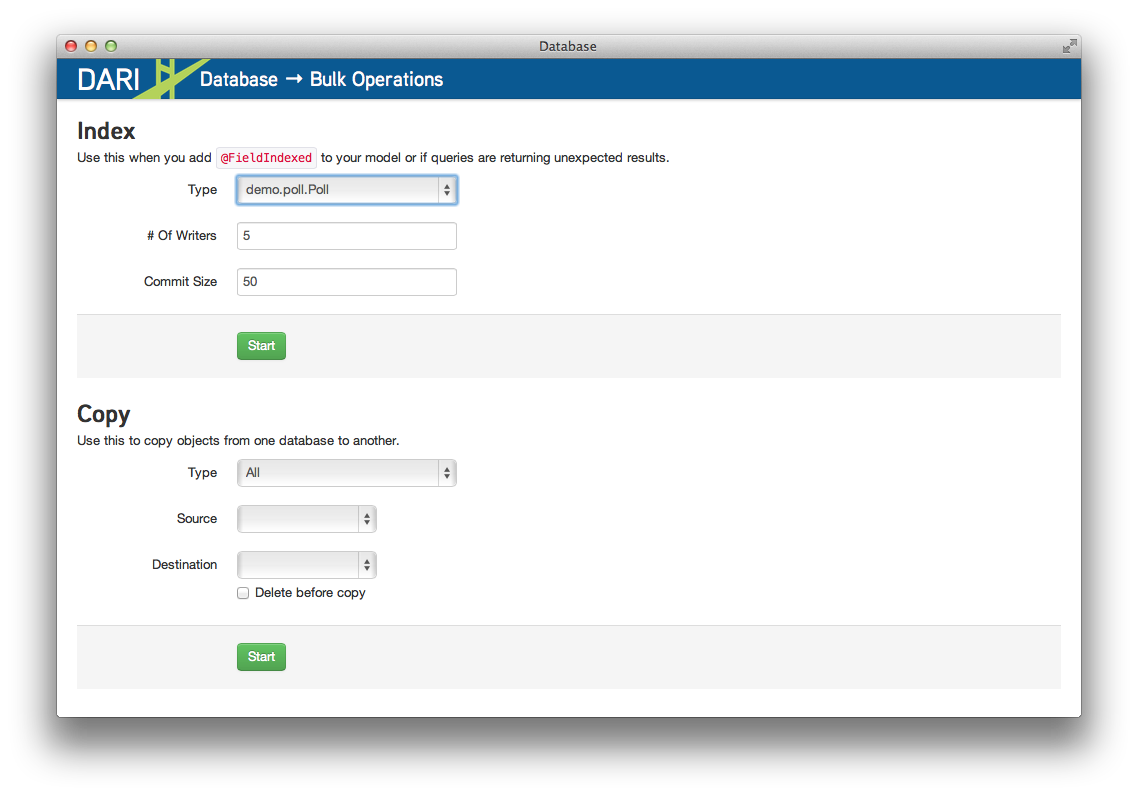 Database
DARI Database → Bulk Operations
Index
Use this when you add @FieldIndexed to your model or if queries are returning unexpected results.
Type demo.poll.Poll
# Of Writers 5
Commit Size 50
Start
Copy
Use this to copy objects from one database to another.
Type All
Source
Destination
Delete before copy
Start